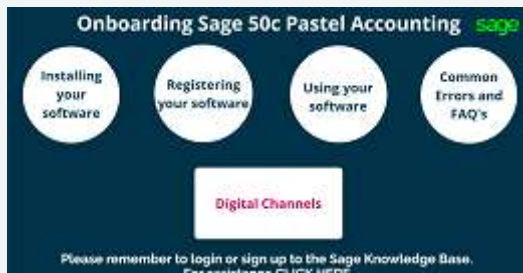 Onboarding Sage 50c Pastel Accounting
sage
Installing
your
software
Registering
your software
Using your
software
Common
Errors and
FAQ's
Digital Channels
Please remember to login or sign up to the Sage Knowledge Base.
For assistance CLICK HERE